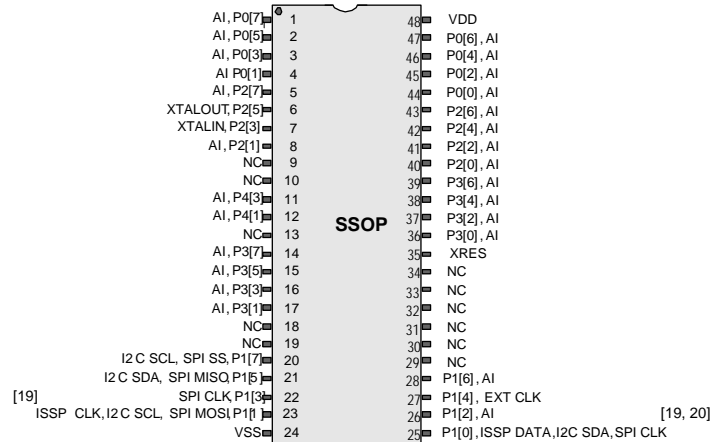 AI, P0[7] 1 48 VDD
AI, P0[5] 2 47 P0[6], AI
AI, P0[3] 3 46 P0[4], AI
AI P0[1] 4 45 P0[2], AI
AI, P2[7] 5 44 P0[0], AI
XTALOUT, P2[5] 6 43 P2[6], AI
XTALIN, P2[3] 7 42 P2[4], AI
AI, P2[1] 8 41 P2[2], AI
NC 9 40 P2[0], AI
NC 10 39 P3[6], AI
AI, P4[3] 11 38 P3[4], AI
AI, P4[1] 12 37 P3[2], AI
SSOP
NC 13 36 P3[0], AI
AI, P3[7] 14 35 XRES
AI, P3[5] 15 34 NC
AI, P3[3] 16 33 NC
AI, P3[1] 17 32 NC
NC 18 31 NC
NC 19 30 NC
I2C SCL, SPI SS, P1[7] 20 29 NC
I2C SDA, SPI MISO, P1[5] 21 28 P1[6], AI
[19] SPI CLK, P1[3] 22 27 P1[4], EXT CLK
ISSP CLK, I2C SCL, SPI MOSI, P1[1] 23 26 P1[2], AI [19, 20]
VSS 24 25 P1[0], ISSP DATA, I2C SDA, SPI CLK